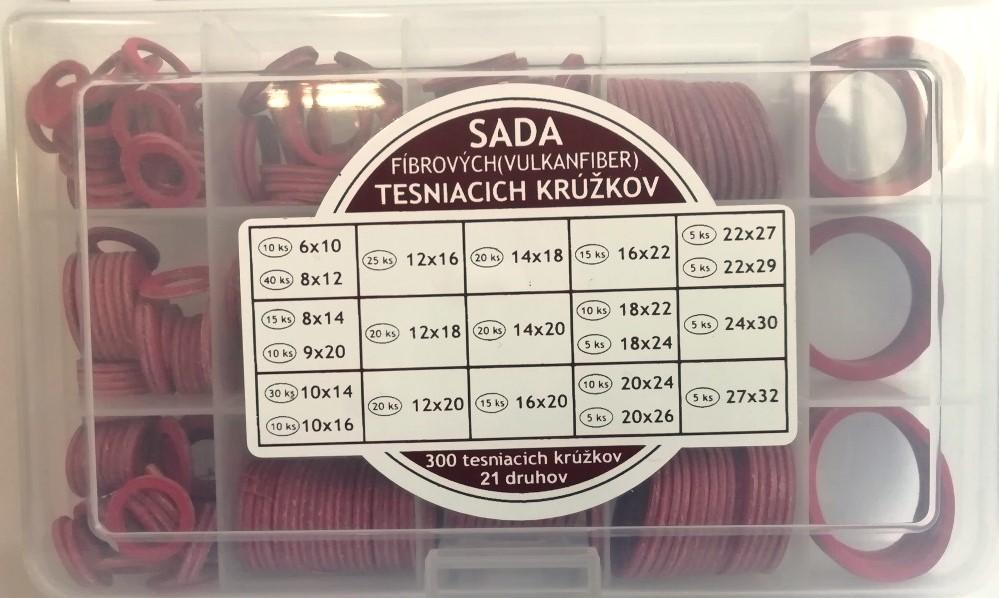 SADA
FÍBROVÝCH(VULKANFIBER)
TESNIACICH KRÚŽKOV
10 ks 6x10
40 ks 8x12
25 ks 12x16
20 ks 14x18
15 ks 16x22
5 ks 22x27
5 ks 22x29
15 ks 8x14
10 ks 9x20
20 ks 12x18
20 ks 14x20
10 ks 18x22
5 ks 18x24
5 ks 24x30
30 ks 10x14
10 ks 10x16
20 ks 12x20
15 ks 16x20
10 ks 20x24
5 ks 20x26
5 ks 27x32
300 tesniacich krúžkov
21 druhov